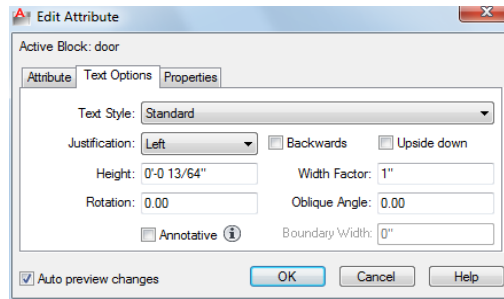 Edit Attribute
Active Block: door
Attribute Text Options Properties
Text Style: Standard
Justification: Left Backwards Upside down
Height: 0'-0 13/64" Width Factor: 1"
Rotation: 0.00 Oblique Angle: 0.00
Annotative i Boundary Width: 0"
Auto preview changes OK Cancel Help